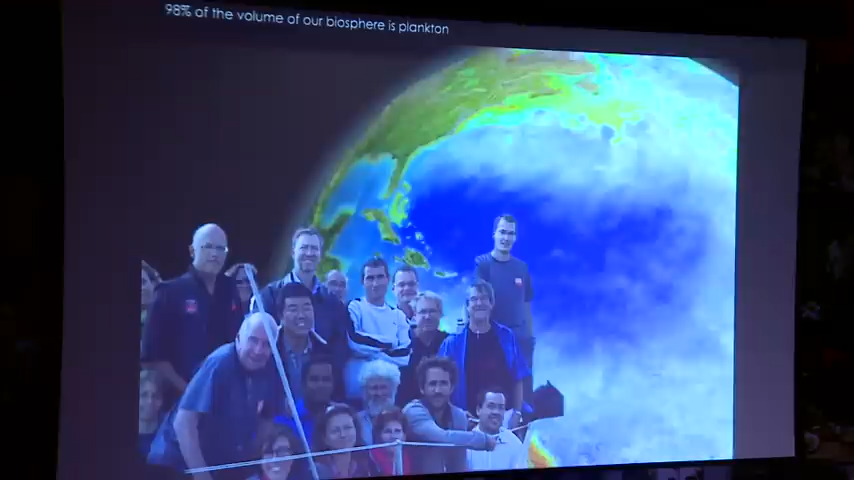 98% of the volume of our biosphere is plankton